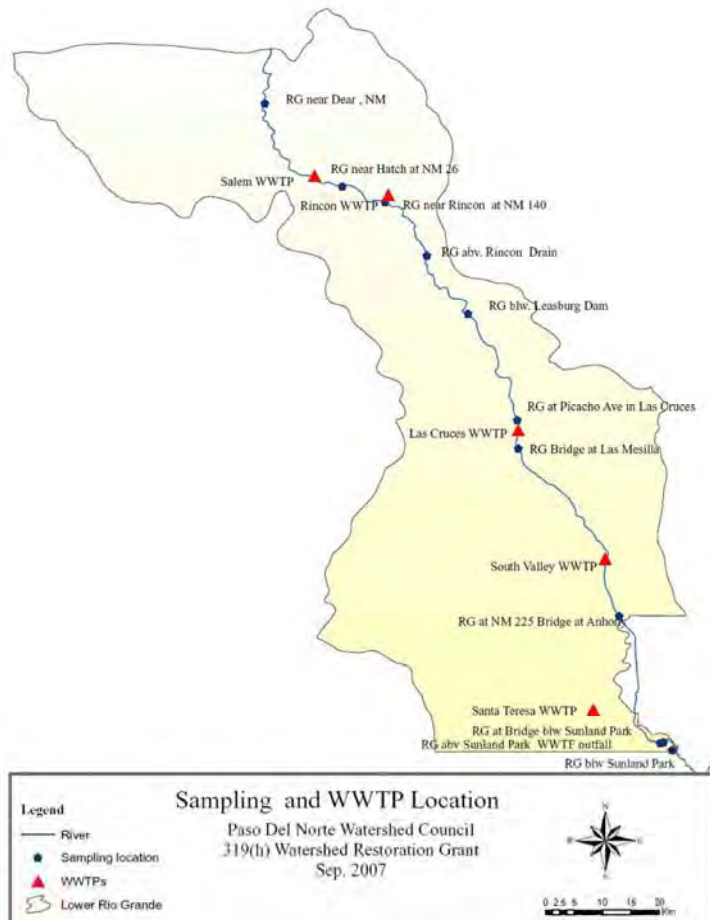 RG near Dear , NM
RG near Hatch at NM 26
Salem WWTP
Rincon WWTP
RG near Rincon at NM 140
RG abv. Rincon Drain
RG blw. Leasburg Dam
RG at Picacho Ave in Las Cruces
Las Cruces WWTP
RG Bridge at Las Mesilla
South Valley WWTP
RG at NM 225 Bridge at Anhony
Santa Teresa WWTP
RG at Bridge blw Sunland Park
RG abv Sunland Park WWTF outfall
RG blw Sunland Park
Sampling and WWTP Location
Paso Del Norte Watershed Council
319(h) Watershed Restoration Grant
Sep. 2007
Legend
River
Sampling location
WWTPs
Lower Rio Grande
N
W
E
S
0 2.5 5 10 15 20
Km